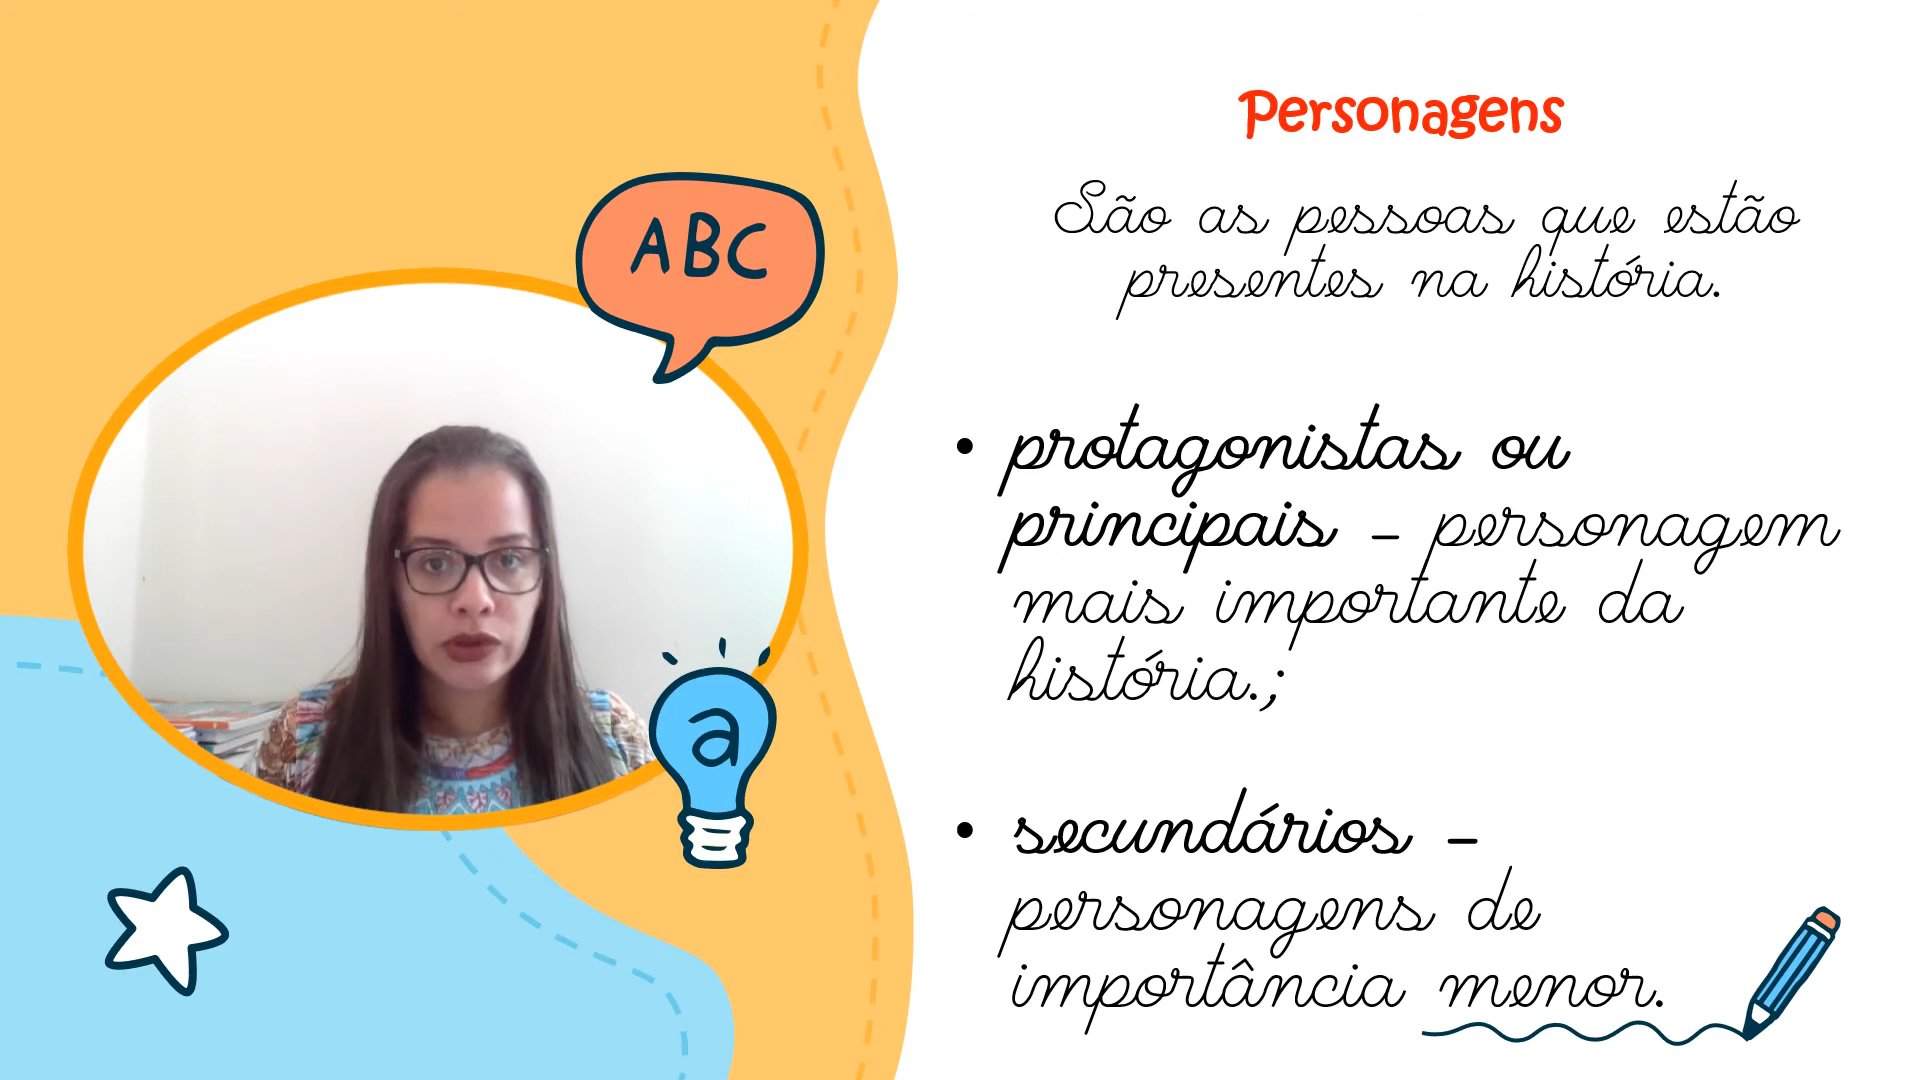 ABC
a
Personagens
São as pessoas que estão
presentes na história.
• protagonistas ou
principais - personagem
mais importante da
história.;
• secundários -
personagens de
importância menor.